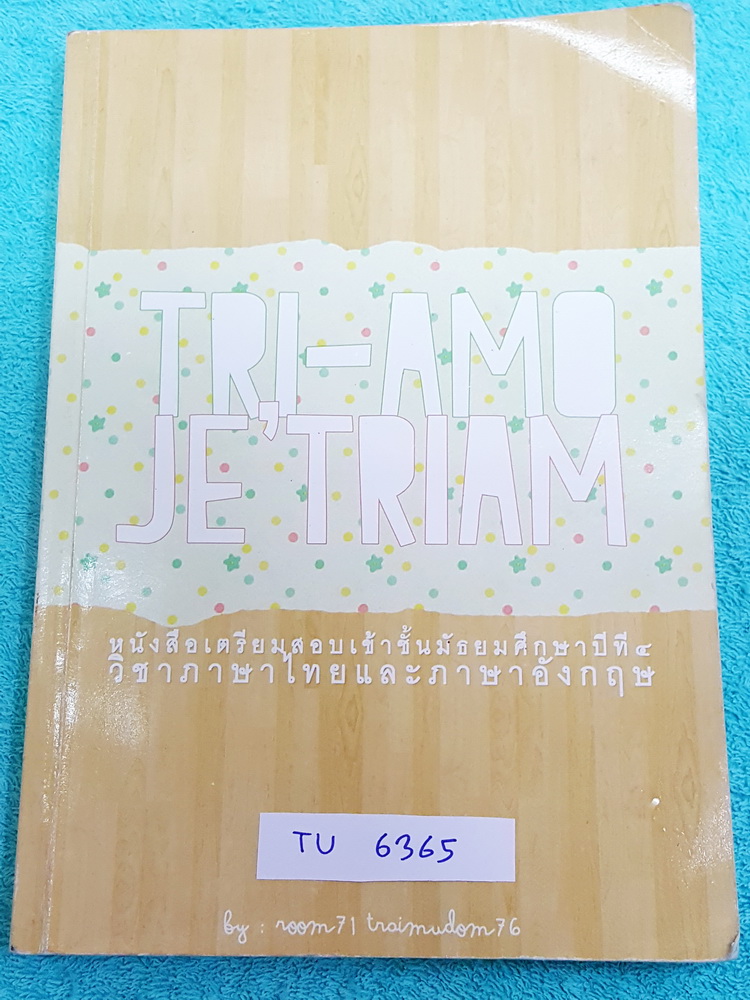 TRI-AMO
JE'TRIAM
หนังสือเตรียมสอบเข้าชั้นมัธยมศึกษาปีที่๔
วิชาภาษาไทยและภาษาอังกฤษ
TU 6365
by : room71 traimudom76